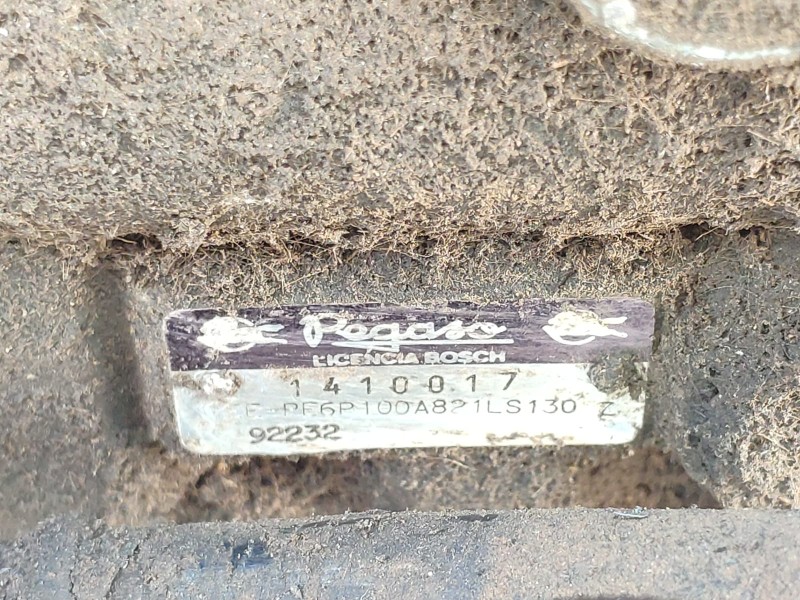 Pegaso
LICENCIA BOSCH
1410017
F-PE6P100A821LS130 Z
92232